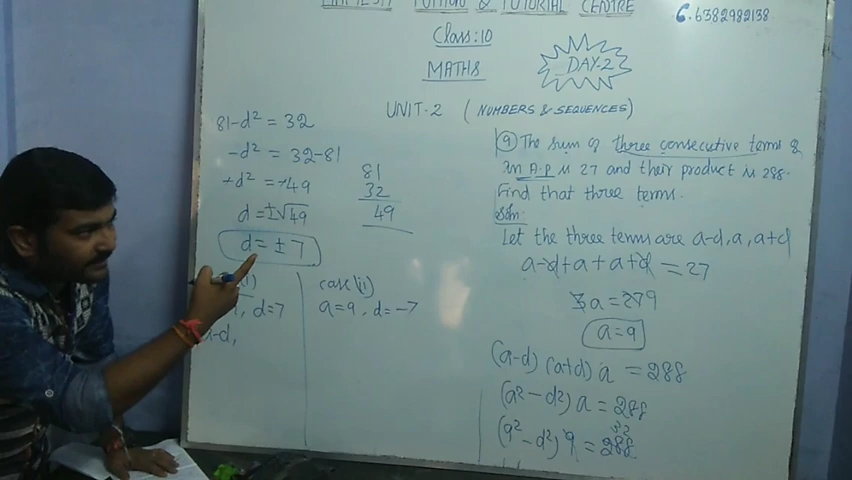 TUITION & TUTORIAL CENTRE
6382982138
Class:10
MATHS
DAY-2
UNIT-2 (NUMBERS & SEQUENCES)
81-d² = 32
-d² = 32-81
+d² = +49
d = ±√49
d = ± 7
81
32
49
d=7
a-d,
case(ii)
a=9, d=-7
⑨ The sum of three consecutive terms of
an A.P is 27 and their product is 288.
Find that three terms.
Soln:
Let the three terms are a-d, a, a+d
a-d+a+a+d = 27
3a = 279
a=9
(a-d) (a+d) a = 288
(a²-d²) a = 288
(9²-d²) 9 = 288
32